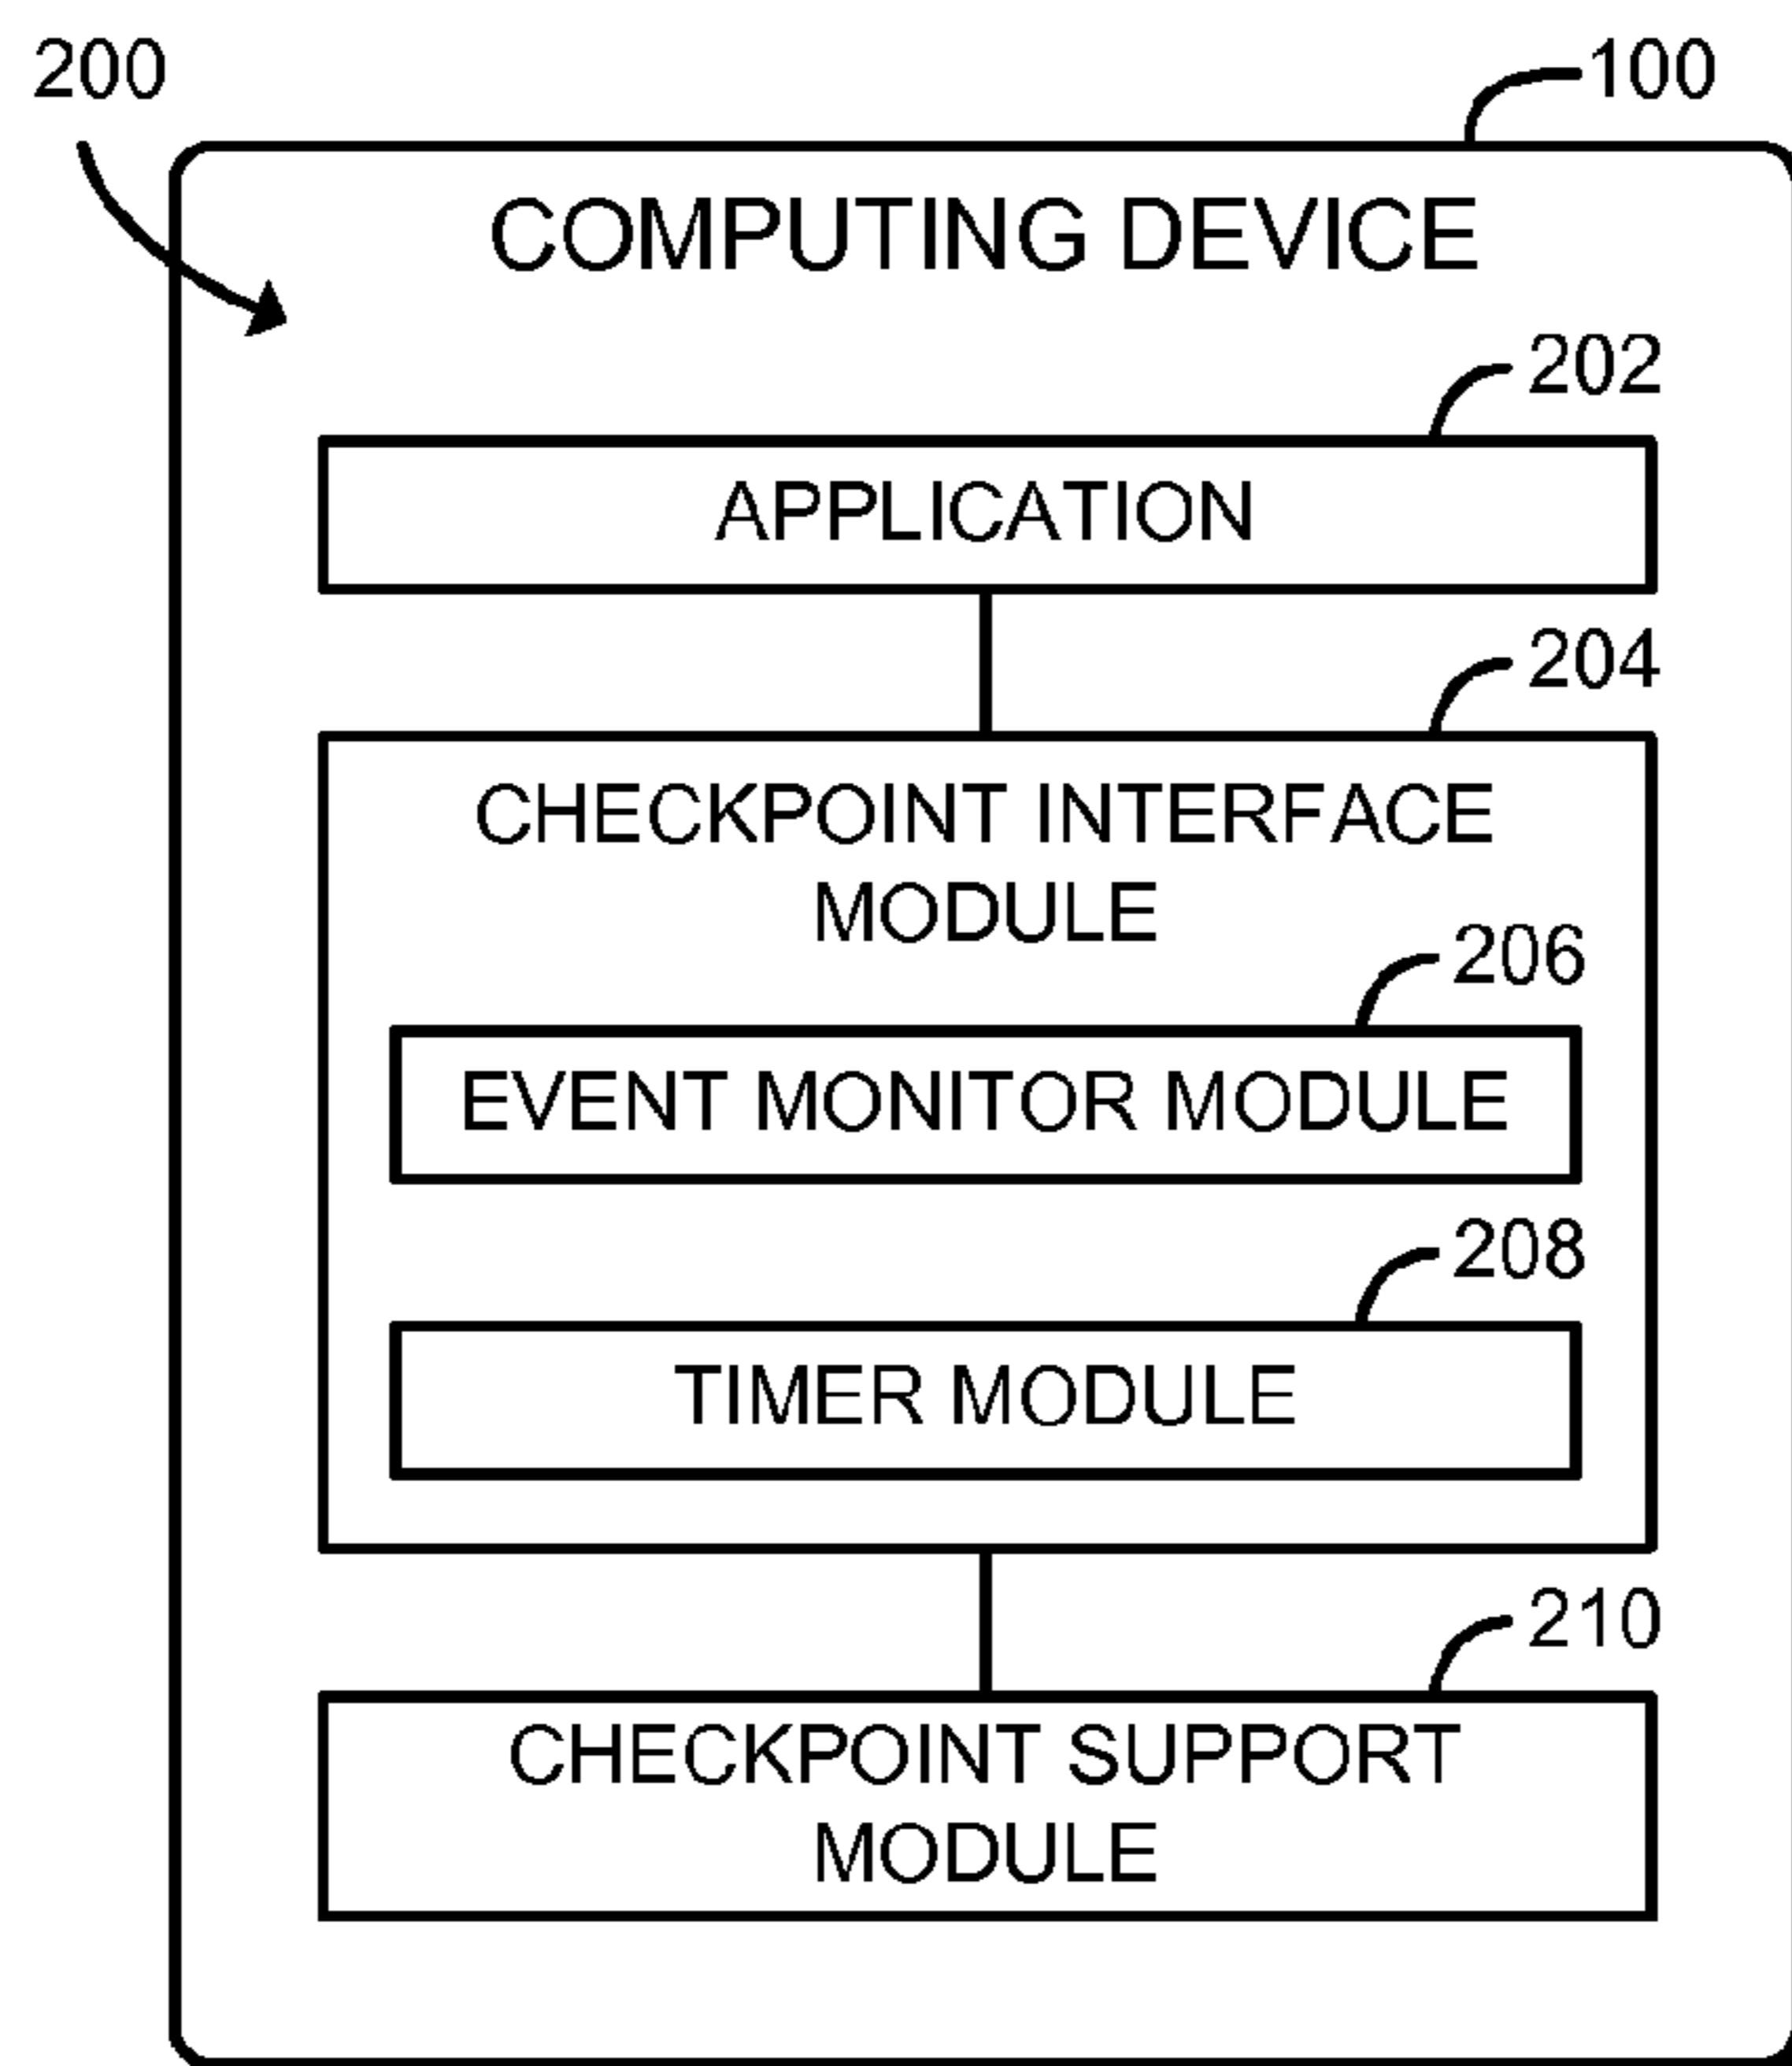 200
100
COMPUTING DEVICE
202
APPLICATION
204
CHECKPOINT INTERFACE
MODULE
206
EVENT MONITOR MODULE
208
TIMER MODULE
210
CHECKPOINT SUPPORT
MODULE